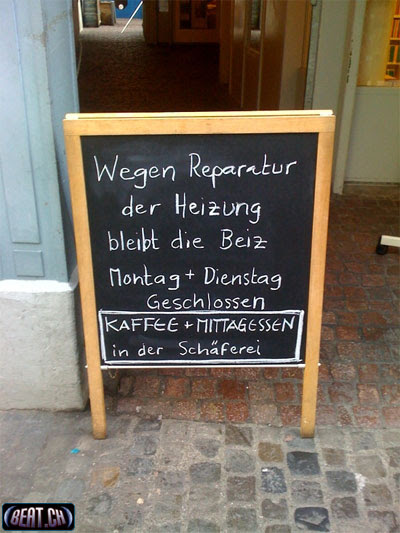 Wegen Reparatur
der Heizung
bleibt die Beiz
Montag + Dienstag
Geschlossen
KAFFEE + MITTAGESSEN
in der Schäferei
BEAT.CH